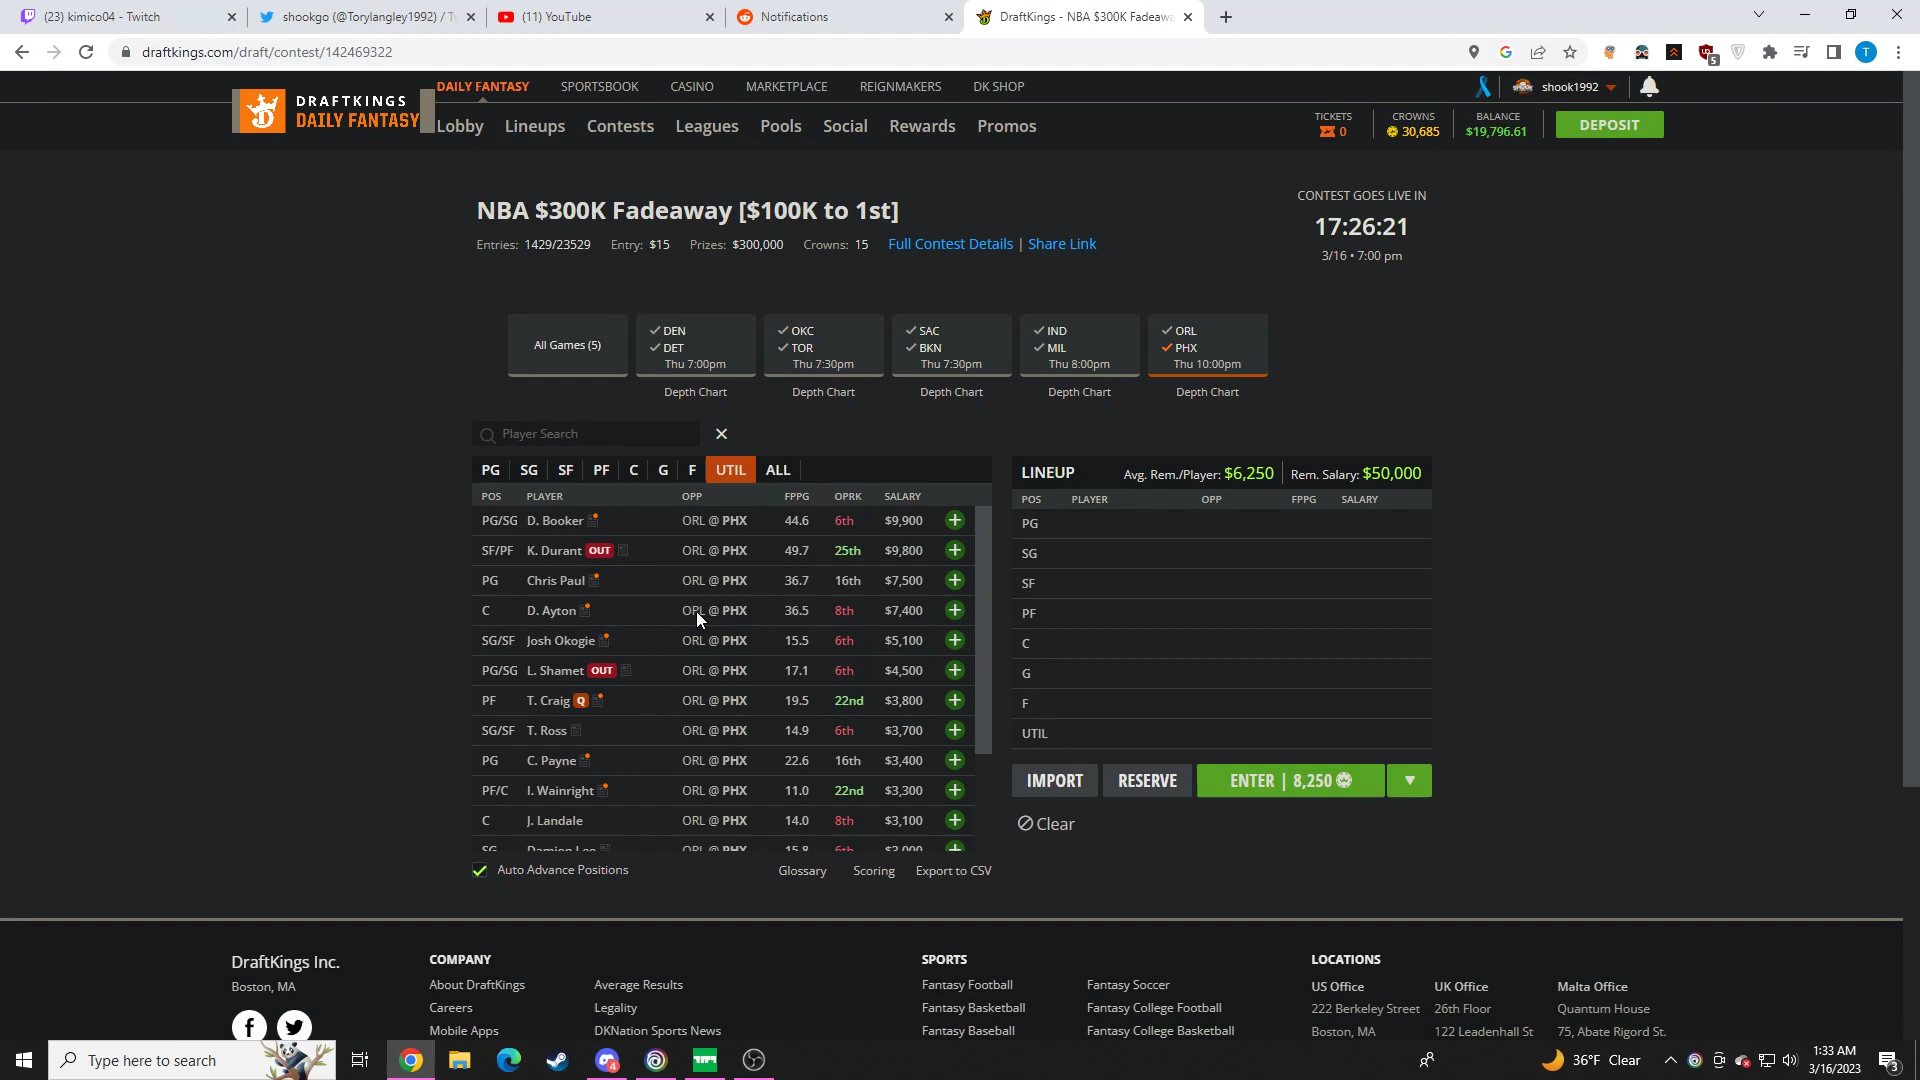 (23) kimico04 - Twitch
shookgo (@Torylangley1992) / Tw
(11) YouTube
Notifications
DraftKings - NBA $300K Fadeawa
draftkings.com/draft/contest/142469322
5
T
DAILY FANTASY SPORTSBOOK CASINO MARKETPLACE REIGNMAKERS DK SHOP
shook1992
DRAFTKINGS
DAILY FANTASY
Lobby Lineups Contests Leagues Pools Social Rewards Promos
TICKETS CROWNS BALANCE
0 30,685 $19,796.61
DEPOSIT
NBA $300K Fadeaway [$100K to 1st]
Entries: 1429/23529 Entry: $15 Prizes: $300,000 Crowns: 15 Full Contest Details | Share Link
CONTEST GOES LIVE IN
17:26:21
3/16 • 7:00 pm
All Games (5)
DEN
DET
Thu 7:00pm
Depth Chart
OKC
TOR
Thu 7:30pm
Depth Chart
SAC
BKN
Thu 7:30pm
Depth Chart
IND
MIL
Thu 8:00pm
Depth Chart
ORL
PHX
Thu 10:00pm
Depth Chart
Player Search
PG SG SF PF C G F UTIL ALL
POS PLAYER OPP FPPG OPRK SALARY
PG/SG D. Booker ORL @ PHX 44.6 6th $9,900
SF/PF K. Durant OUT ORL @ PHX 49.7 25th $9,800
PG Chris Paul ORL @ PHX 36.7 16th $7,500
C D. Ayton ORL @ PHX 36.5 8th $7,400
SG/SF Josh Okogie ORL @ PHX 15.5 6th $5,100
PG/SG L. Shamet OUT ORL @ PHX 17.1 6th $4,500
PF T. Craig Q ORL @ PHX 19.5 22nd $3,800
SG/SF T. Ross ORL @ PHX 14.9 6th $3,700
PG C. Payne ORL @ PHX 22.6 16th $3,400
PF/C I. Wainright ORL @ PHX 11.0 22nd $3,300
C J. Landale ORL @ PHX 14.0 8th $3,100
SG Damion Lee ORL @ PHX 15.8 6th $3,000
Auto Advance Positions Glossary Scoring Export to CSV
LINEUP Avg. Rem./Player: $6,250 Rem. Salary: $50,000
POS PLAYER OPP FPPG SALARY
PG
SG
SF
PF
C
G
F
UTIL
IMPORT RESERVE ENTER | 8,250
Clear
DraftKings Inc.
Boston, MA
COMPANY
About DraftKings
Careers
Mobile Apps
Average Results
Legality
DKNation Sports News
SPORTS
Fantasy Football
Fantasy Basketball
Fantasy Baseball
Fantasy Soccer
Fantasy College Football
Fantasy College Basketball
LOCATIONS
US Office
222 Berkeley Street
Boston, MA
UK Office
26th Floor
122 Leadenhall St
Malta Office
Quantum House
75, Abate Rigord St.
Type here to search
4
36°F Clear
1:33 AM
3/16/2023
3